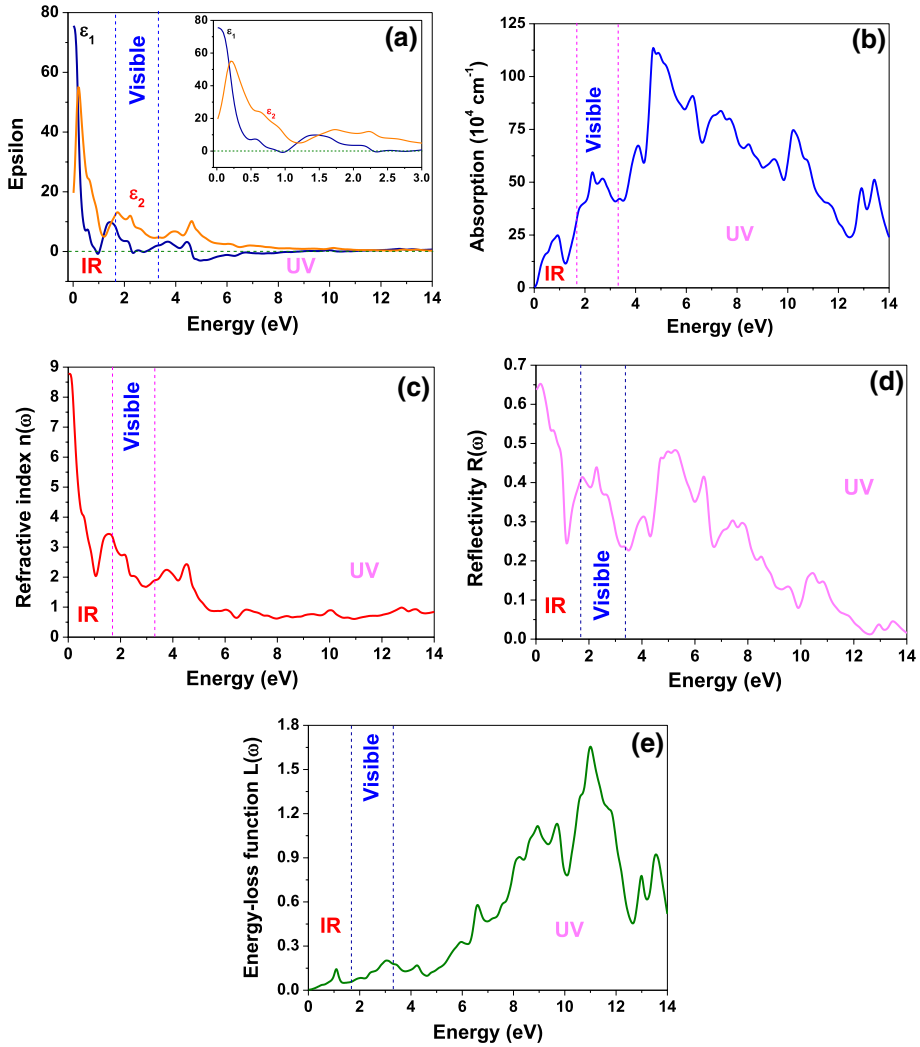 (a)
Epsilon
80
60
40
20
0
0 2 4 6 8 10 12 14
Energy (eV)
ε1
ε2
Visible
IR
UV
80
60
40
20
0
0.0 0.5 1.0 1.5 2.0 2.5 3.0
ε1
ε2
(b)
Absorption (10⁴ cm⁻¹)
125
100
75
50
25
0
0 2 4 6 8 10 12 14
Energy (eV)
Visible
IR
UV
(c)
Refractive index n(ω)
9
8
7
6
5
4
3
2
1
0
0 2 4 6 8 10 12 14
Energy (eV)
Visible
IR
UV
(d)
Reflectivity R(ω)
0.7
0.6
0.5
0.4
0.3
0.2
0.1
0.0
0 2 4 6 8 10 12 14
Energy (eV)
Visible
IR
UV
(e)
Energy-loss function L(ω)
1.8
1.5
1.2
0.9
0.6
0.3
0.0
0 2 4 6 8 10 12 14
Energy (eV)
Visible
IR
UV